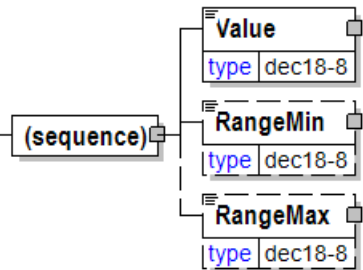 Value
type dec18-8
(sequence)
RangeMin
type dec18-8
RangeMax
type dec18-8